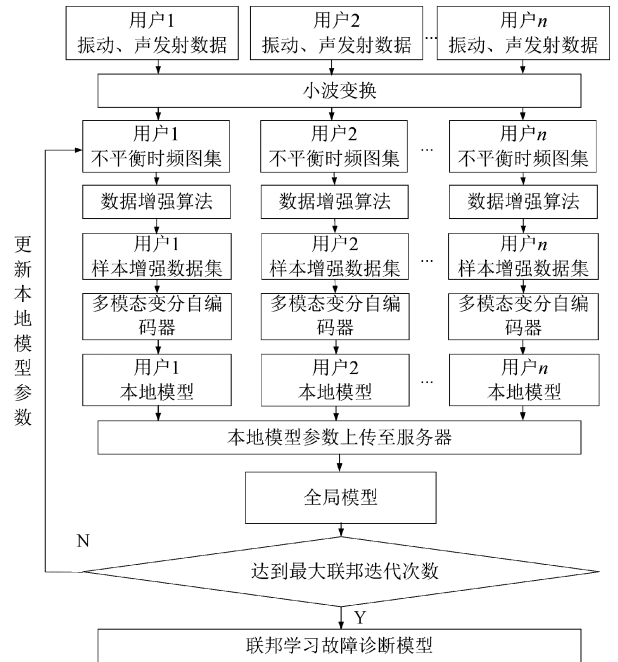 用户1
振动、声发射数据
用户2
振动、声发射数据
...
用户n
振动、声发射数据
小波变换
用户1
不平衡时频图集
用户2
不平衡时频图集
...
用户n
不平衡时频图集
数据增强算法
数据增强算法
数据增强算法
用户1
样本增强数据集
用户2
样本增强数据集
...
用户n
样本增强数据集
多模态变分自编
码器
多模态变分自编
码器
多模态变分自编
码器
用户1
本地模型
用户2
本地模型
...
用户n
本地模型
本地模型参数上传至服务器
全局模型
达到最大联邦迭代次数
N
更新本地模型参数
Y
联邦学习故障诊断模型